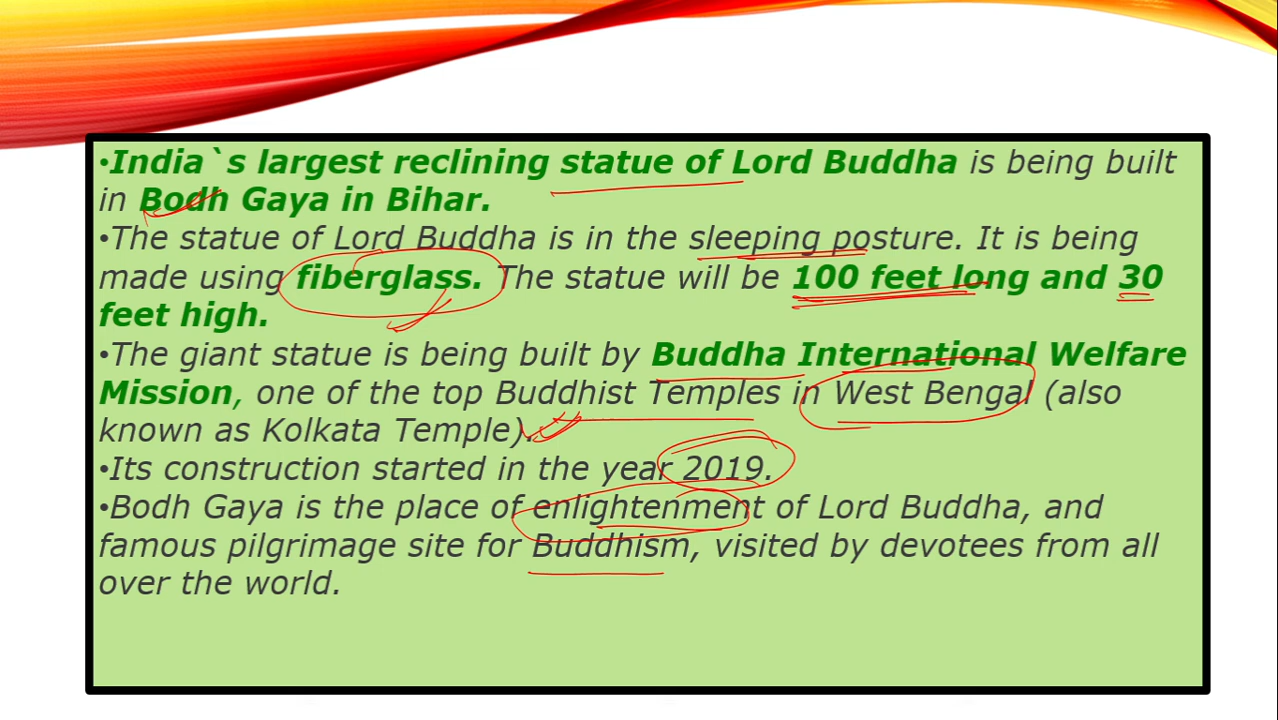 •India`s largest reclining statue of Lord Buddha is being built
in Bodh Gaya in Bihar.
•The statue of Lord Buddha is in the sleeping posture. It is being
made using fiberglass. The statue will be 100 feet long and 30
feet high.
•The giant statue is being built by Buddha International Welfare
Mission, one of the top Buddhist Temples in West Bengal (also
known as Kolkata Temple).
•Its construction started in the year 2019.
•Bodh Gaya is the place of enlightenment of Lord Buddha, and
famous pilgrimage site for Buddhism, visited by devotees from all
over the world.